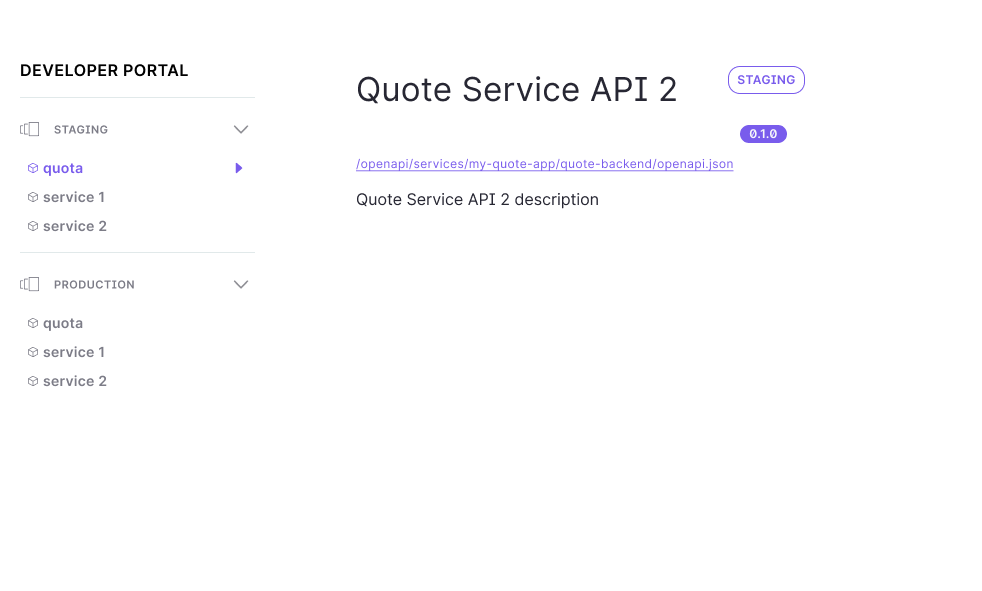 DEVELOPER PORTAL
STAGING
quota
service 1
service 2
PRODUCTION
quota
service 1
service 2
Quote Service API 2
STAGING
0.1.0
/openapi/services/my-quote-app/quote-backend/openapi.json
Quote Service API 2 description